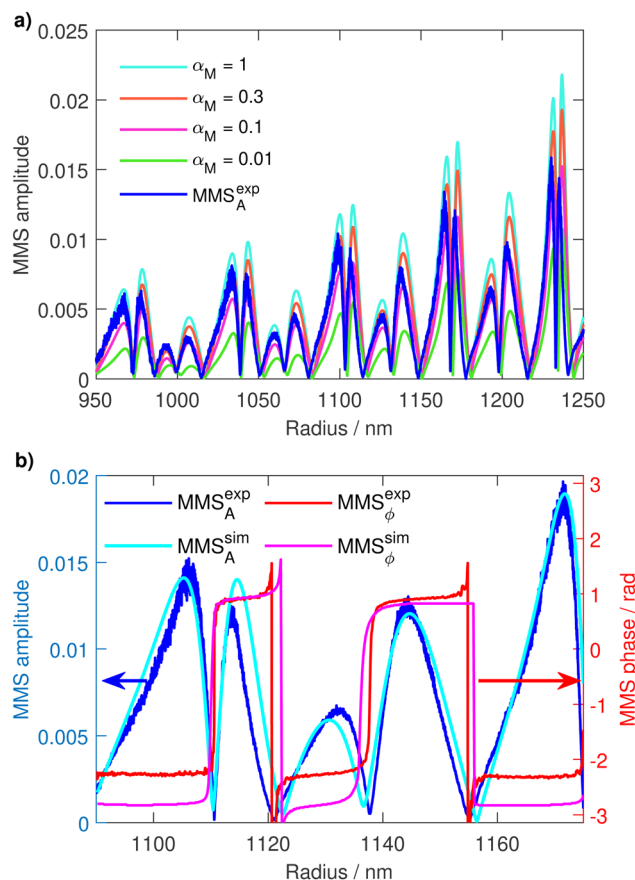 a)
0.025
0.02
0.015
0.01
0.005
0
MMS amplitude
α_M = 1
α_M = 0.3
α_M = 0.1
α_M = 0.01
MMS_A^exp
950 1000 1050 1100 1150 1200 1250
Radius / nm
b)
0.02
0.015
0.01
0.005
0
MMS amplitude
MMS_A^exp MMS_ϕ^exp
MMS_A^sim MMS_ϕ^sim
3
2
1
0
-1
-2
-3
MMS phase / rad
1100 1120 1140 1160
Radius / nm